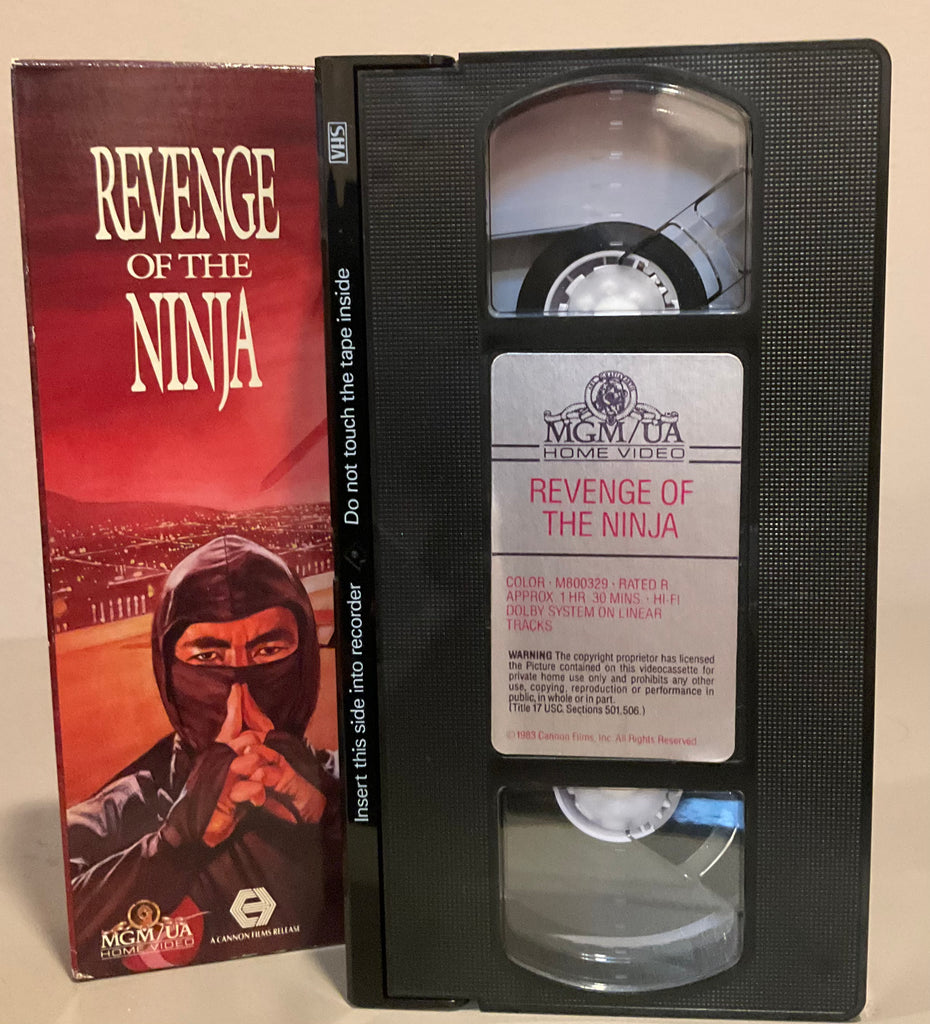 REVENGE
OF THE
NINJA
MGM/UA
HOME VIDEO
A CANNON FILMS RELEASE
VHS
Insert this side into recorder
Do not touch the tape inside
MGM/UA
HOME VIDEO
REVENGE OF
THE NINJA
COLOR · M800329 · RATED R
APPROX. 1 HR 30 MINS · HI-FI
DOLBY SYSTEM ON LINEAR
TRACKS
WARNING The copyright proprietor has licensed
the Picture contained on this videocassette for
private home use only and prohibits any other
use, copying, reproduction or performance in
public, in whole or in part.
(Title 17 USC. Sections 501, 506.)
©1983 Cannon Films, Inc. All Rights Reserved.